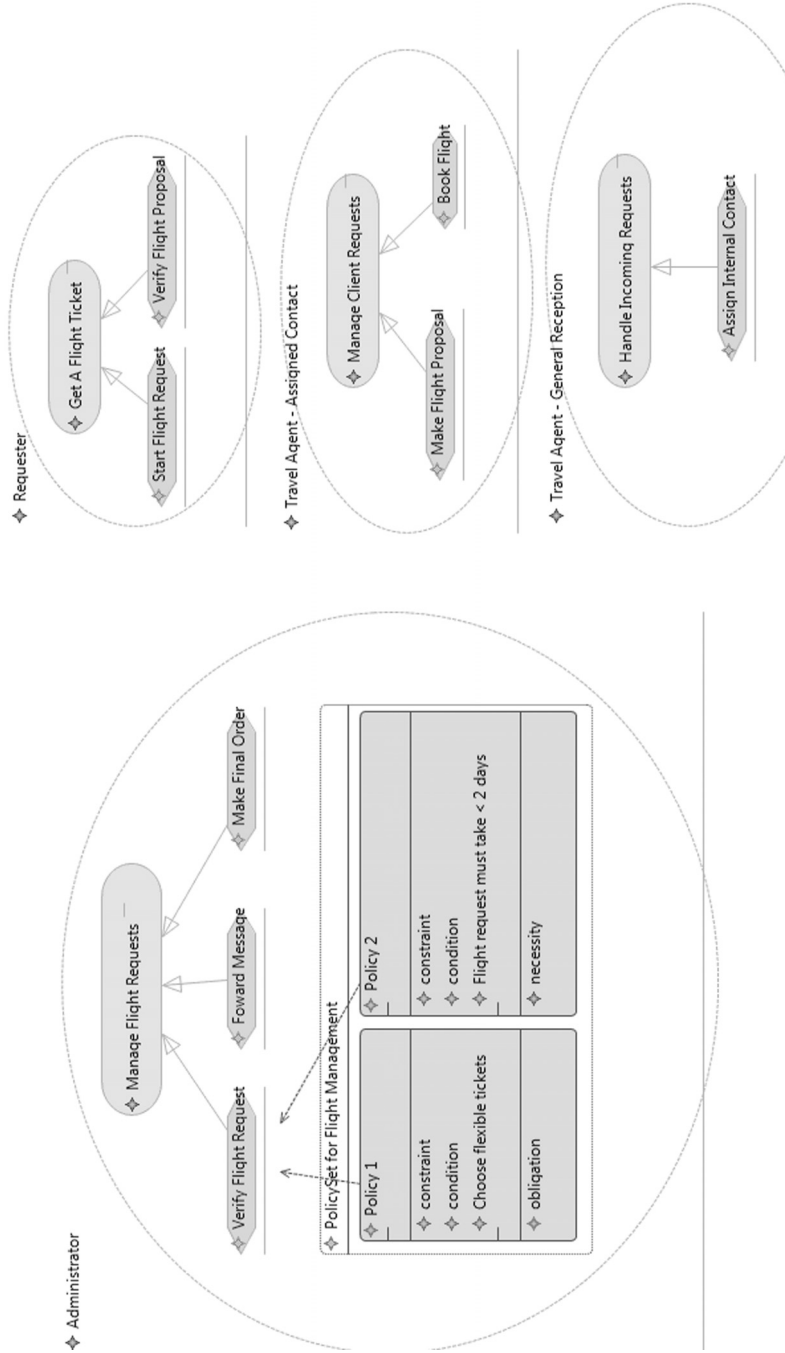 Administrator
Manage Flight Requests
Verify Flight Request
Foward Message
Make Final Order
PolicySet for Flight Management
Policy 1
constraint
condition
Choose flexible tickets
obligation
Policy 2
constraint
condition
Flight request must take < 2 days
necessity
Requester
Get A Flight Ticket
Start Flight Request
Verify Flight Proposal
Travel Agent - Assigned Contact
Manage Client Requests
Make Flight Proposal
Book Flight
Travel Agent - General Reception
Handle Incoming Requests
Assign Internal Contact